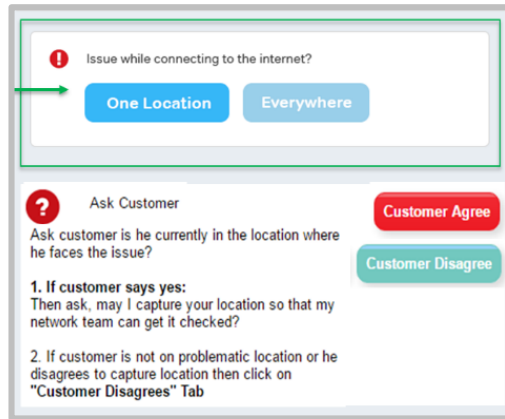 Issue while connecting to the internet?
One Location
Everywhere
Ask Customer
Customer Agree
Customer Disagree
Ask customer is he currently in the location where
he faces the issue?
1. If customer says yes:
Then ask, may I capture your location so that my
network team can get it checked?
2. If customer is not on problematic location or he
disagrees to capture location then click on
"Customer Disagrees" Tab